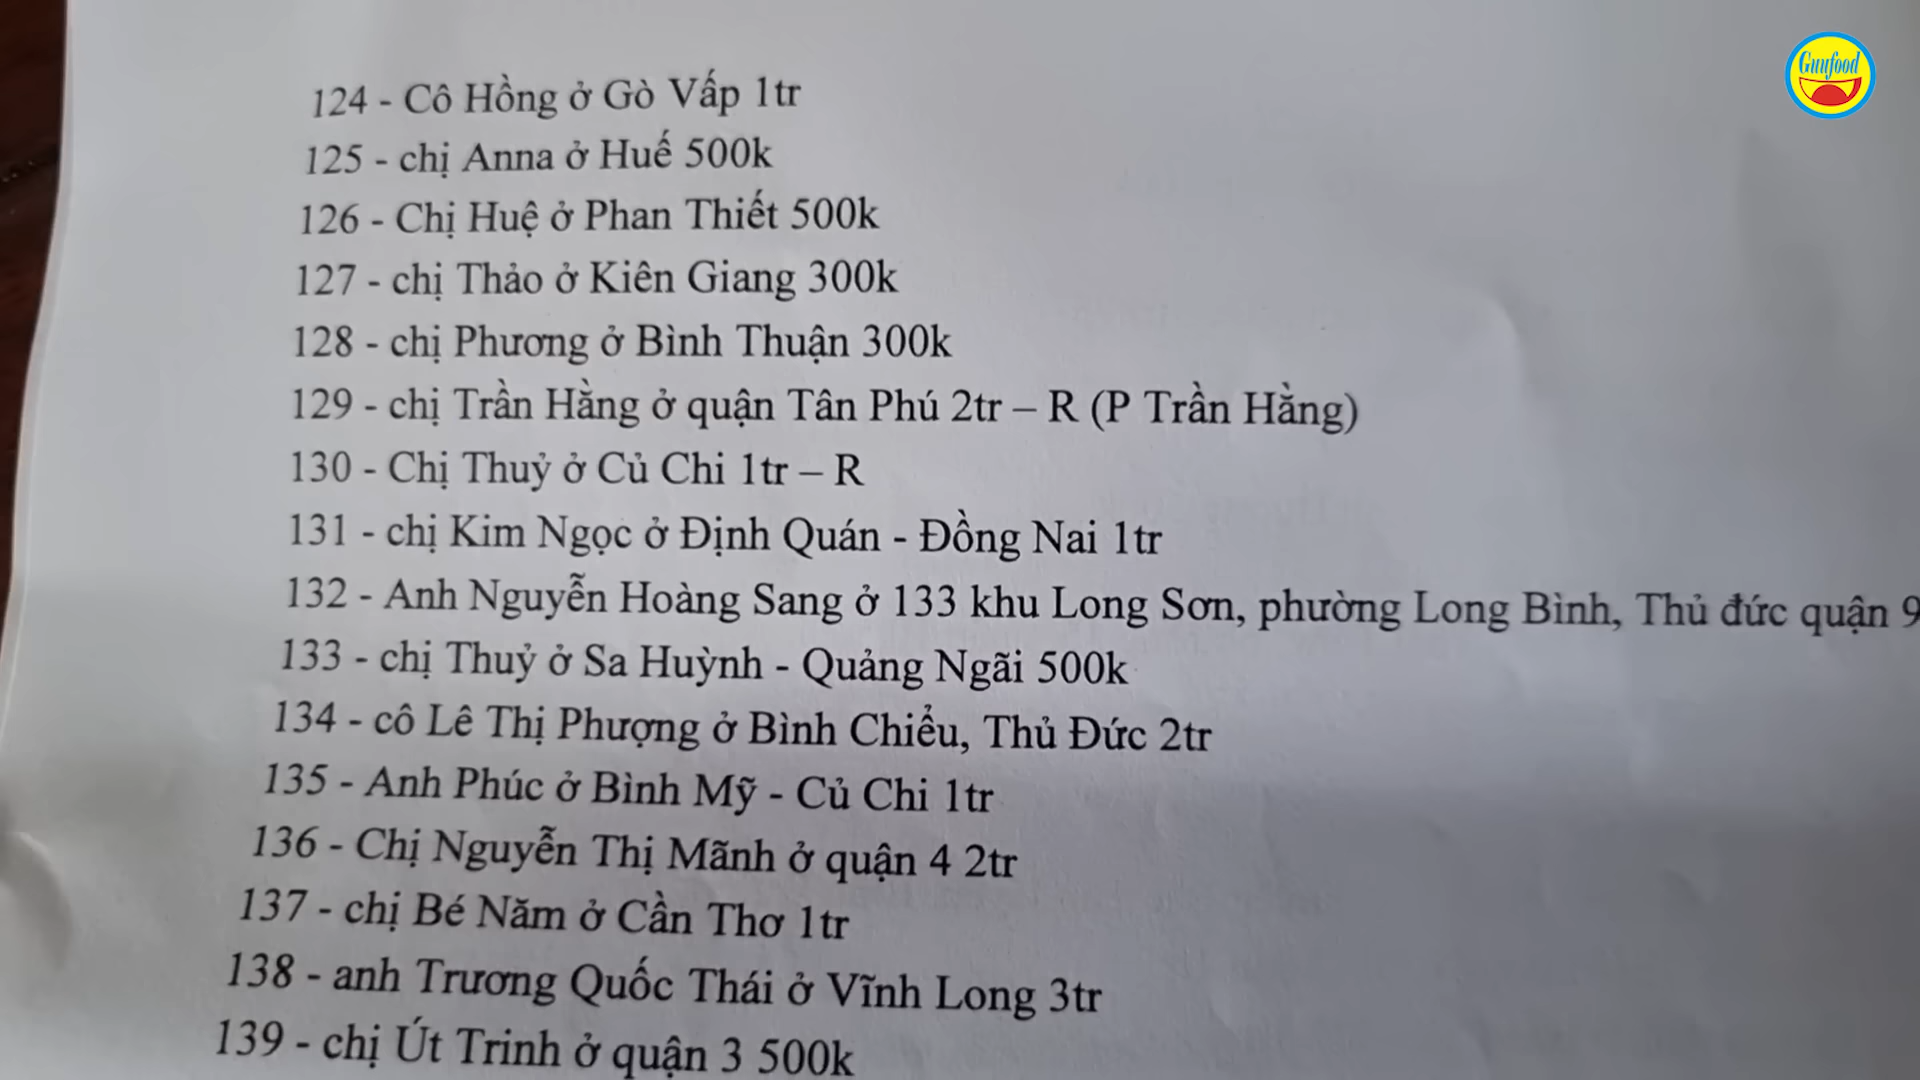 Guufood
124 - Cô Hồng ở Gò Vấp 1tr
125 - chị Anna ở Huế 500k
126 - Chị Huệ ở Phan Thiết 500k
127 - chị Thảo ở Kiên Giang 300k
128 - chị Phương ở Bình Thuận 300k
129 - chị Trần Hằng ở quận Tân Phú 2tr – R (P Trần Hằng)
130 - Chị Thuỷ ở Củ Chi 1tr – R
131 - chị Kim Ngọc ở Định Quán - Đồng Nai 1tr
132 - Anh Nguyễn Hoàng Sang ở 133 khu Long Sơn, phường Long Bình, Thủ đức quận 9
133 - chị Thuỷ ở Sa Huỳnh - Quảng Ngãi 500k
134 - cô Lê Thị Phượng ở Bình Chiểu, Thủ Đức 2tr
135 - Anh Phúc ở Bình Mỹ - Củ Chi 1tr
136 - Chị Nguyễn Thị Mãnh ở quận 4 2tr
137 - chị Bé Năm ở Cần Thơ 1tr
138 - anh Trương Quốc Thái ở Vĩnh Long 3tr
139 - chị Út Trinh ở quận 3 500k